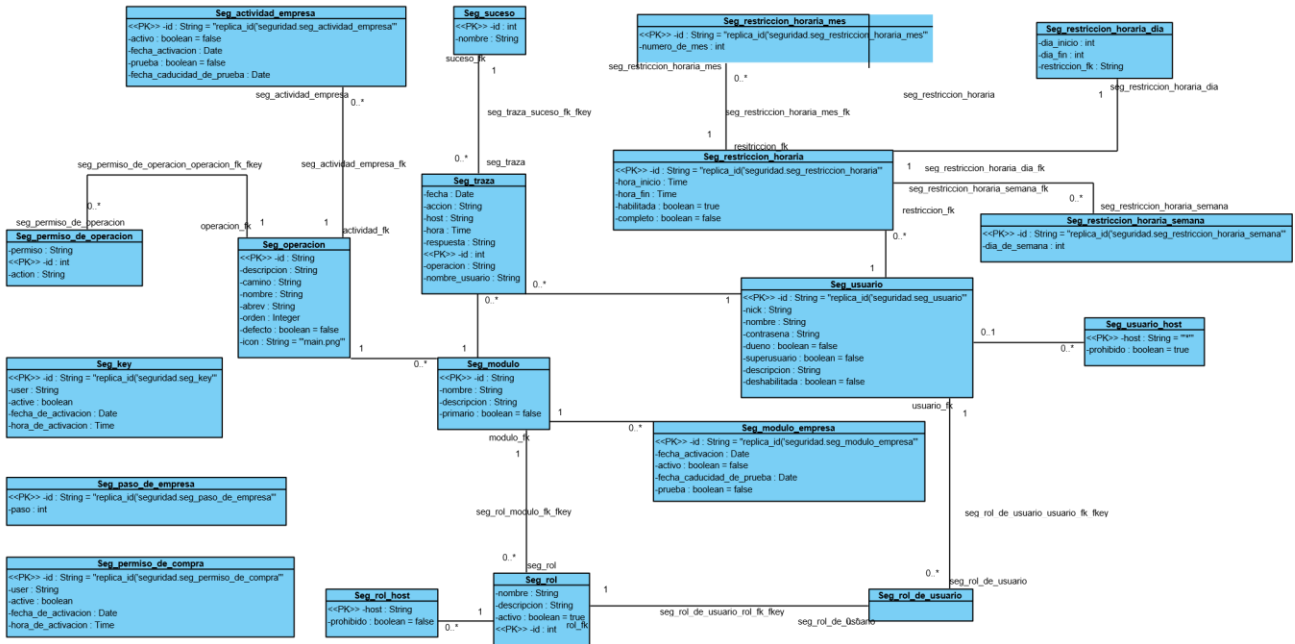 Seg_actividad_empresa
<<PK>> -id : String = "replica_id('seguridad.seg_actividad_empresa'"
-activo : boolean = false
-fecha_activacion : Date
-prueba : boolean = false
-fecha_caducidad_de_prueba : Date
seg_actividad_empresa
0..*
seg_actividad_empresa_fk
1
actividad_fk
Seg_suceso
<<PK>> -id : int
-nombre : String
suceso_fk
1
seg_traza_suceso_fk_fkey
0..*
seg_traza
Seg_restriccion_horaria_mes
<<PK>> -id : String = "replica_id('seguridad.seg_restriccion_horaria_mes'"
-numero_de_mes : int
seg_restriccion_horaria_mes
0..*
seg_restriccion_horaria_mes_fk
1
restriccion_fk
Seg_restriccion_horaria_dia
-dia_inicio : int
-dia_fin : int
-restriccion_fk : String
seg_restriccion_horaria_dia
1
seg_restriccion_horaria
seg_permiso_de_operacion_operacion_fk_fkey
0..*
seg_permiso_de_operacion
operacion_fk
1
Seg_permiso_de_operacion
-permiso : String
<<PK>> -id : int
-action : String
Seg_operacion
<<PK>> -id : String
-descripcion : String
-camino : String
-nombre : String
-abrev : String
-orden : Integer
-defecto : boolean = false
-icon : String = "'main.png'"
Seg_traza
-fecha : Date
-accion : String
-host : String
-hora : Time
-respuesta : String
<<PK>> -id : int
-operacion : String
-nombre_usuario : String
0..*
0..*
1
Seg_restriccion_horaria
<<PK>> -id : String = "replica_id('seguridad.seg_restriccion_horaria'"
-hora_inicio : Time
-hora_fin : Time
-habilitada : boolean = true
-completo : boolean = false
1
seg_restriccion_horaria_dia_fk
seg_restriccion_horaria_semana_fk
0..*
seg_restriccion_horaria_semana
restriccion_fk
0..*
1
Seg_restriccion_horaria_semana
<<PK>> -id : String = "replica_id('seguridad.seg_restriccion_horaria_semana'"
-dia_de_semana : int
Seg_usuario
<<PK>> -id : String = "replica_id('seguridad.seg_usuario'"
-nick : String
-nombre : String
-contrasena : String
-dueno : boolean = false
-superusuario : boolean = false
-descripcion : String
-deshabilitada : boolean = false
0..1
0..*
Seg_usuario_host
<<PK>> -host : String = "'*'"
-prohibido : boolean = true
1
0..*
1
Seg_key
<<PK>> -id : String = "replica_id('seguridad.seg_key'"
-user : String
-active : boolean
-fecha_de_activacion : Date
-hora_de_activacion : Time
Seg_modulo
<<PK>> -id : String
-nombre : String
-descripcion : String
-primario : boolean = false
modulo_fk
1
1
0..*
Seg_modulo_empresa
<<PK>> -id : String = "replica_id('seguridad.seg_modulo_empresa'"
-fecha_activacion : Date
-activo : boolean = false
-fecha_caducidad_de_prueba : Date
-prueba : boolean = false
usuario_fk
1
Seg_paso_de_empresa
<<PK>> -id : String = "replica_id('seguridad.seg_paso_de_empresa'"
-paso : int
seg_rol_modulo_fk_fkey
seg_rol_de_usuario_usuario_fk_fkey
0..*
seg_rol
0..*
seg_rol_de_usuario
Seg_permiso_de_compra
<<PK>> -id : String = "replica_id('seguridad.seg_permiso_de_compra'"
-user : String
-active : boolean
-fecha_de_activacion : Date
-hora_de_activacion : Time
Seg_rol_host
<<PK>> -host : String
-prohibido : boolean = false
1
0..*
Seg_rol
-nombre : String
-descripcion : String
-activo : boolean = true
<<PK>> -id : int
rol_fk
1
seg_rol_de_usuario_rol_fk_fkey
Seg_rol_de_usuario
seg_rol_de_usuario
0..*